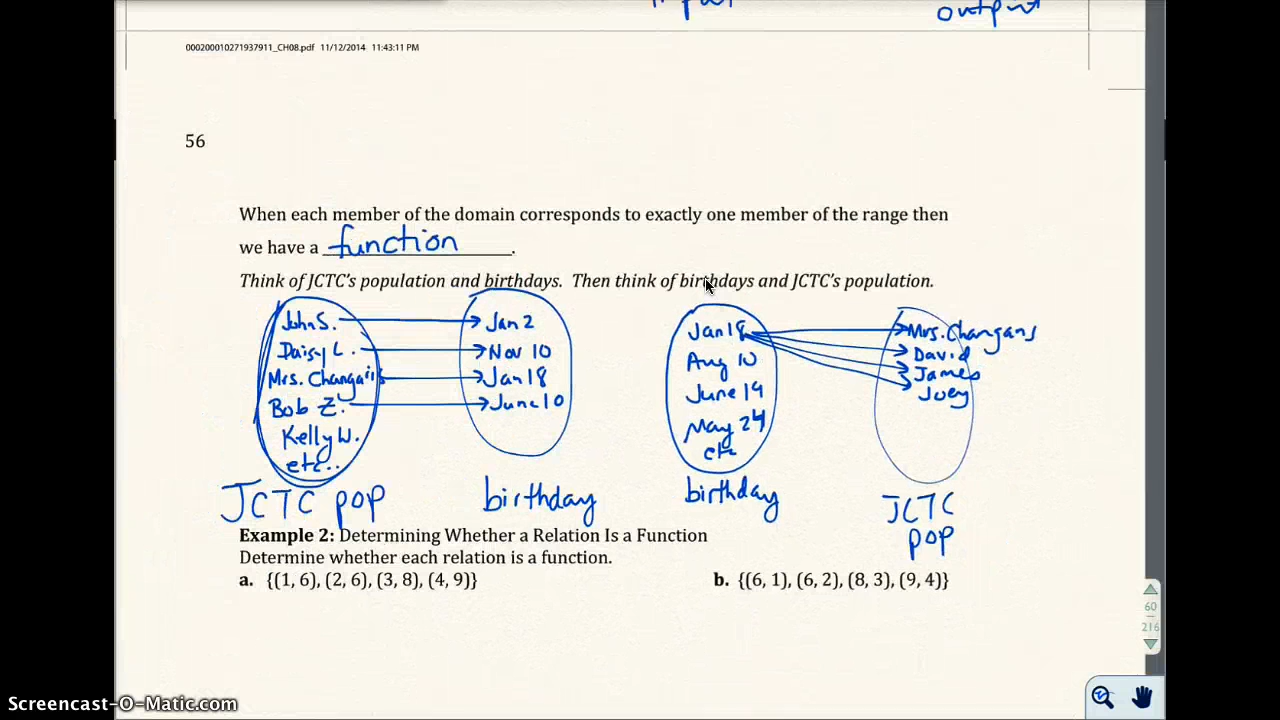 output
000200010271937911_CH08.pdf 11/12/2014 11:43:11 PM
56
When each member of the domain corresponds to exactly one member of the range then
we have a function.
Think of JCTC's population and birthdays. Then think of birthdays and JCTC's population.
John S.
Daisy L.
Mrs. Changaris
Bob Z.
Kelly W.
etc..
JCTC pop
Jan 2
Nov 10
Jan 18
June 10
birthday
Jan 18
Aug 10
June 19
May 24
etc
birthday
Mrs. Changaris
David
James
Joey
JCTC
pop
Example 2: Determining Whether a Relation Is a Function
Determine whether each relation is a function.
a. {(1, 6), (2, 6), (3, 8), (4, 9)}
b. {(6, 1), (6, 2), (8, 3), (9, 4)}
60
216
Screencast-O-Matic.com